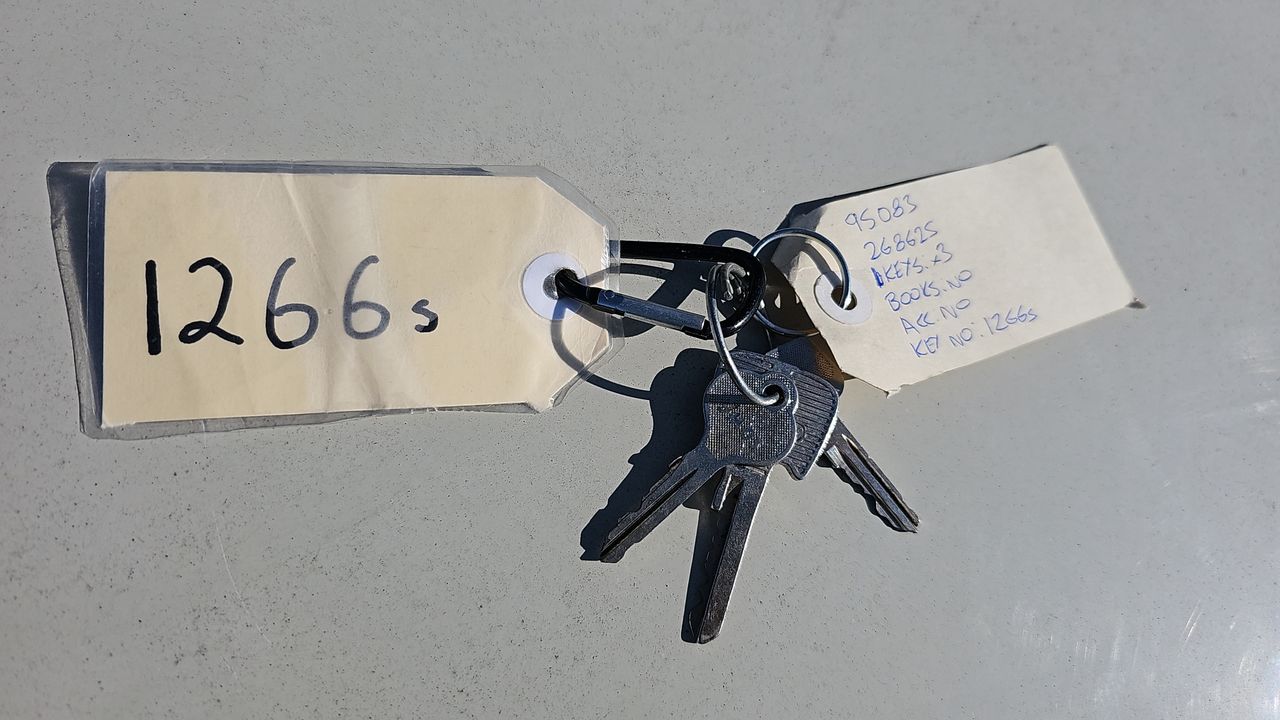 1266s
95083
268625
KEYS.x3
BOOKS.NO
Acc NO
KEY NO:1266s